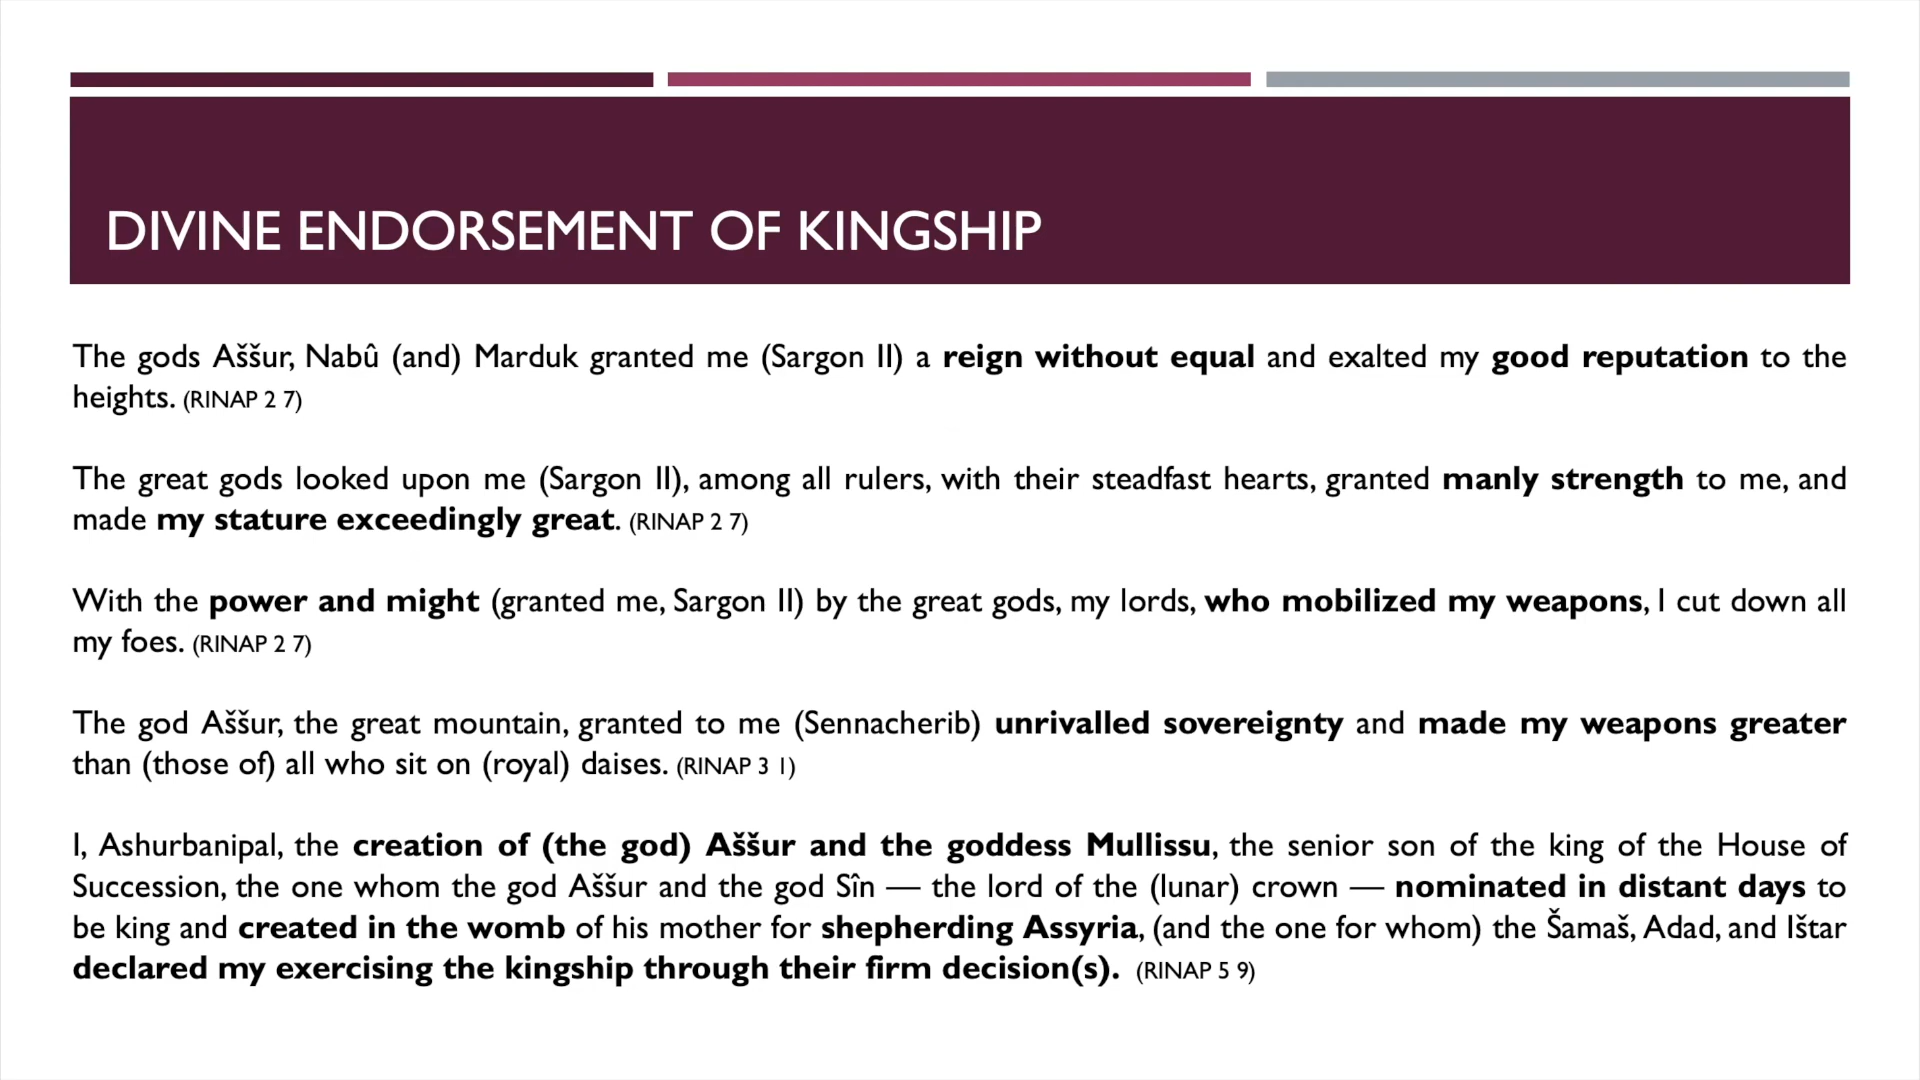 DIVINE ENDORSEMENT OF KINGSHIP
The gods Aššur, Nabû (and) Marduk granted me (Sargon II) a reign without equal and exalted my good reputation to the
heights. (RINAP 2 7)
The great gods looked upon me (Sargon II), among all rulers, with their steadfast hearts, granted manly strength to me, and
made my stature exceedingly great. (RINAP 2 7)
With the power and might (granted me, Sargon II) by the great gods, my lords, who mobilized my weapons, I cut down all
my foes. (RINAP 2 7)
The god Aššur, the great mountain, granted to me (Sennacherib) unrivalled sovereignty and made my weapons greater
than (those of) all who sit on (royal) daises. (RINAP 3 1)
I, Ashurbanipal, the creation of (the god) Aššur and the goddess Mullissu, the senior son of the king of the House of
Succession, the one whom the god Aššur and the god Sîn — the lord of the (lunar) crown — nominated in distant days to
be king and created in the womb of his mother for shepherding Assyria, (and the one for whom) the Šamaš, Adad, and Ištar
declared my exercising the kingship through their firm decision(s). (RINAP 5 9)